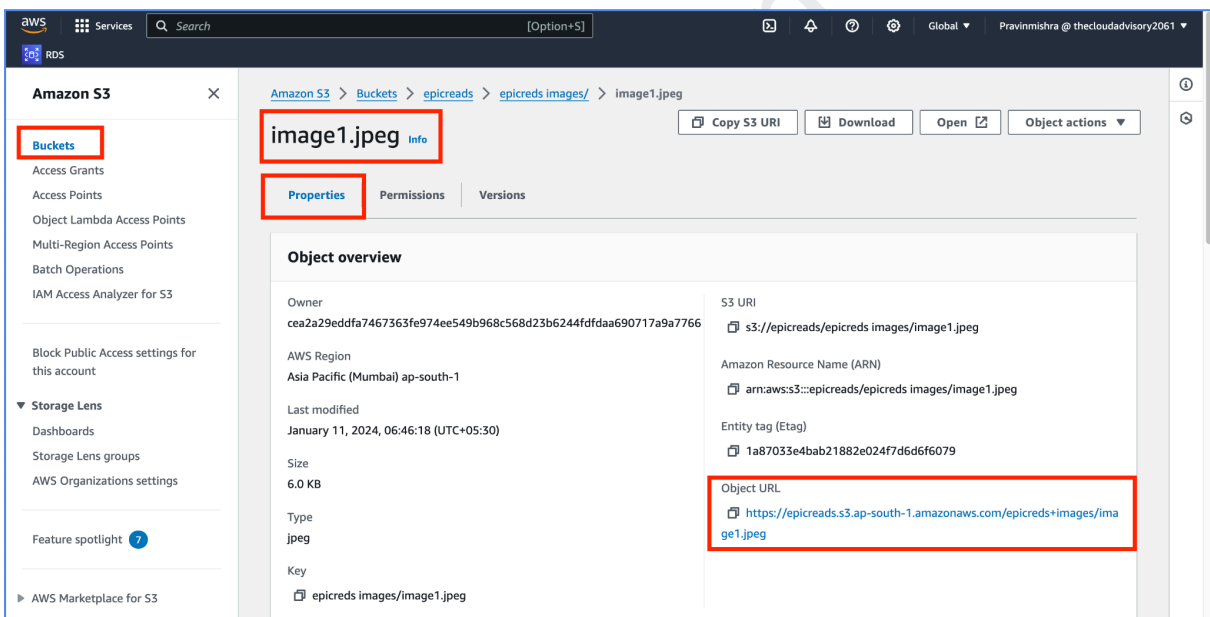 aws
Services
Search
[Option+S]
Global ▼
Pravinmishra @ thecloudadvisory2061 ▼
RDS
Amazon S3
Buckets
Access Grants
Access Points
Object Lambda Access Points
Multi-Region Access Points
Batch Operations
IAM Access Analyzer for S3
Block Public Access settings for
this account
▼ Storage Lens
Dashboards
Storage Lens groups
AWS Organizations settings
Feature spotlight 7
▶ AWS Marketplace for S3
Amazon S3 > Buckets > epicreads > epicreds images/ > image1.jpeg
image1.jpeg Info
Copy S3 URI
Download
Open
Object actions ▼
Properties
Permissions
Versions
Object overview
Owner
cea2a29eddfa7467363fe974ee549b968c568d23b6244fdfdaa690717a9a7766
AWS Region
Asia Pacific (Mumbai) ap-south-1
Last modified
January 11, 2024, 06:46:18 (UTC+05:30)
Size
6.0 KB
Type
jpeg
Key
epicreds images/image1.jpeg
S3 URI
s3://epicreads/epicreds images/image1.jpeg
Amazon Resource Name (ARN)
arn:aws:s3:::epicreads/epicreds images/image1.jpeg
Entity tag (Etag)
1a87033e4bab21882e024f7d6d6f6079
Object URL
https://epicreads.s3.ap-south-1.amazonaws.com/epicreds+images/ima
ge1.jpeg